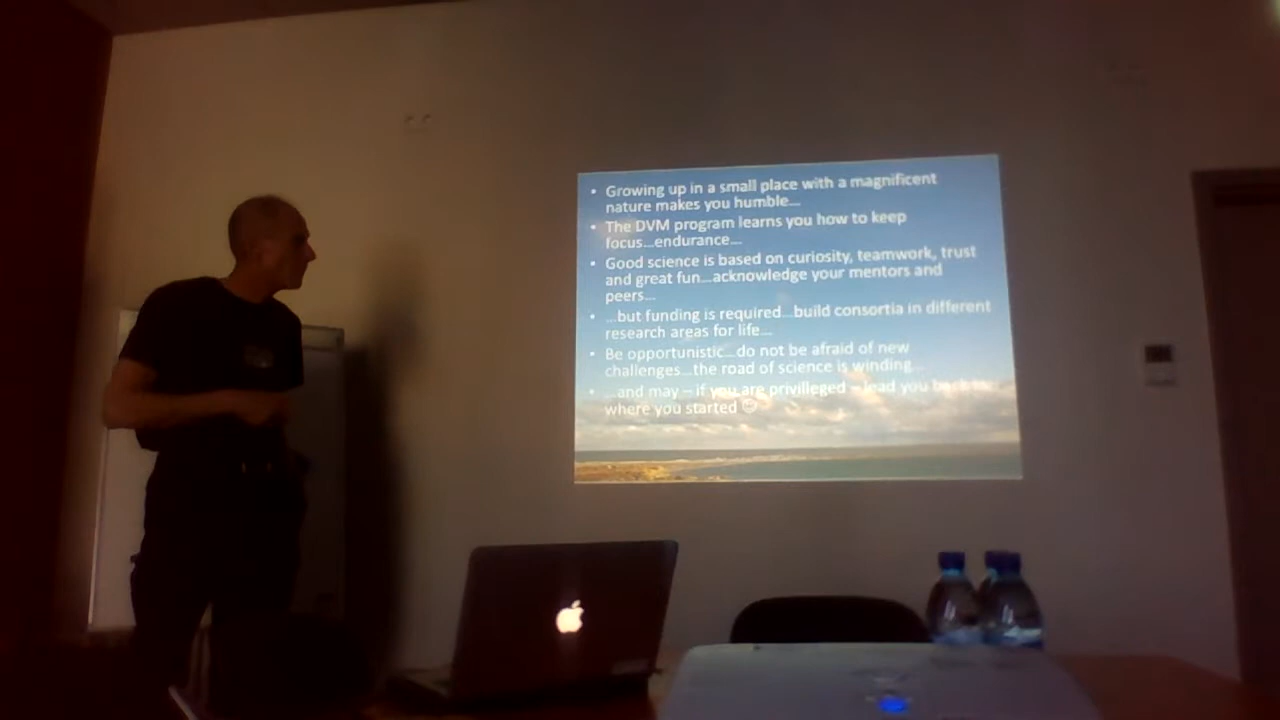 • Growing up in a small place with a magnificent
nature makes you humble...
• The DVM program learns you how to keep
focus...endurance...
• Good science is based on curiosity, teamwork, trust
and great fun...acknowledge your mentors and
peers...
• ...but funding is required...build consortia in different
research areas for life...
• Be opportunistic...do not be afraid of new
challenges...the road of science is winding...
• ...and may – if you are privilleged – lead you back to
where you started ☺